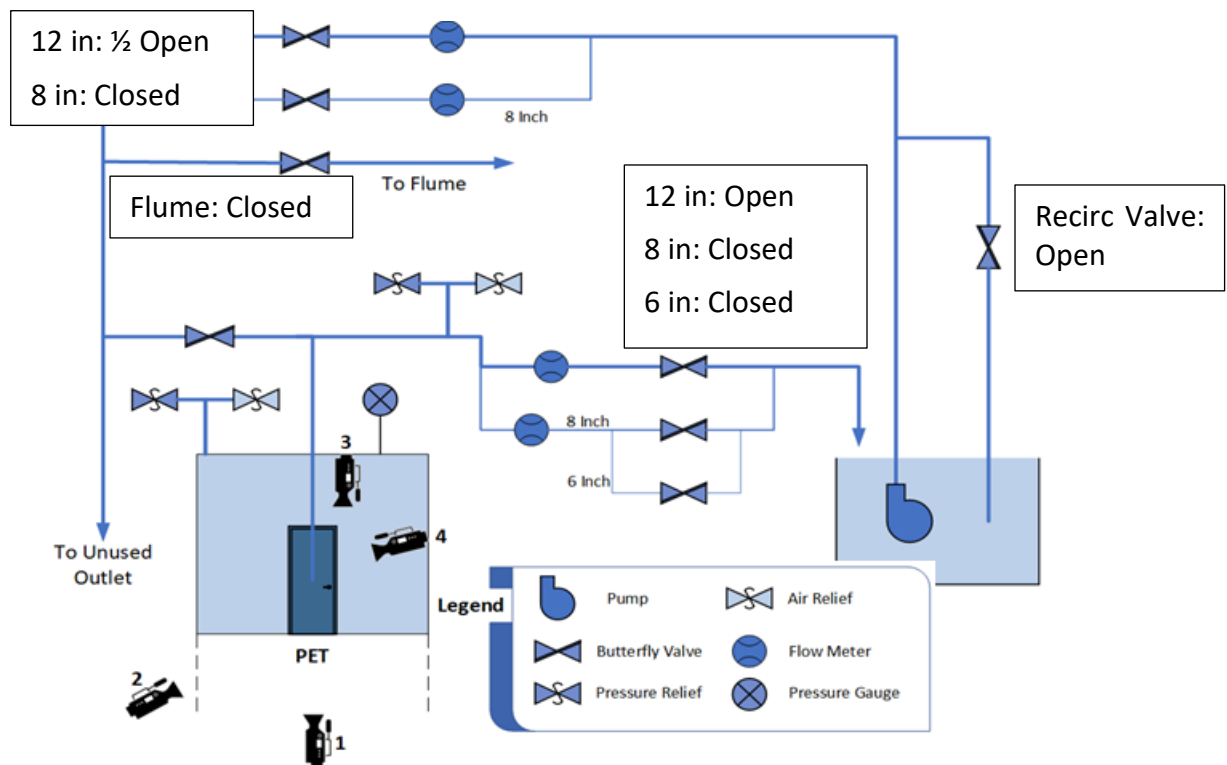 12 in: ½ Open
8 in: Closed
8 Inch
To Flume
Flume: Closed
12 in: Open
8 in: Closed
6 in: Closed
Recirc Valve:
Open
8 Inch
6 Inch
3
4
To Unused
Outlet
PET
2
1
Legend
Pump
Air Relief
Butterfly Valve
Flow Meter
Pressure Relief
Pressure Gauge